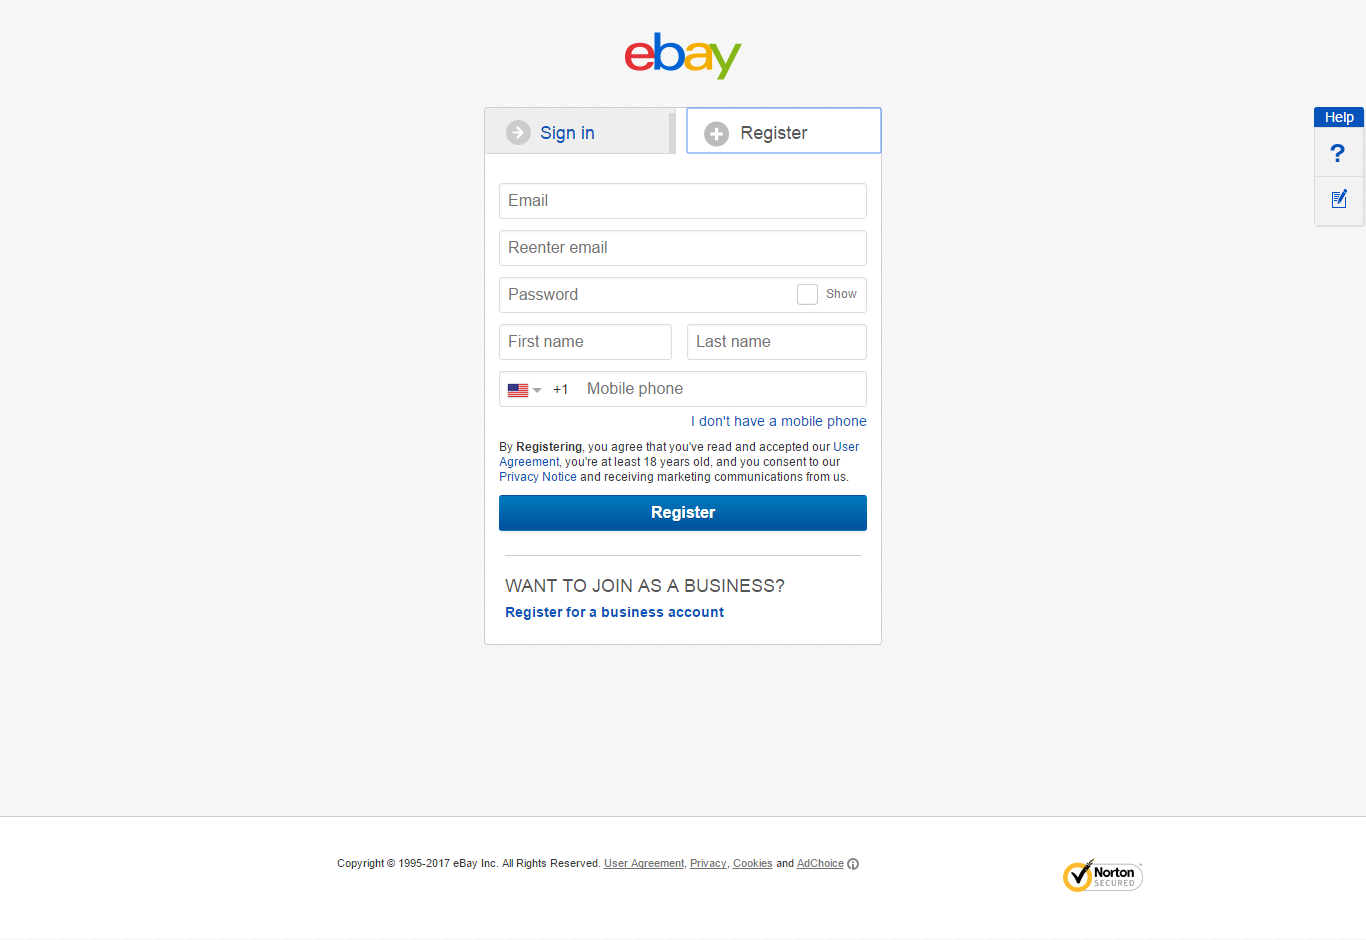 ebay
Sign in
Register
Help
?
Email
Reenter email
Password
Show
First name
Last name
+1
Mobile phone
I don't have a mobile phone
By Registering, you agree that you've read and accepted our User
Agreement, you're at least 18 years old, and you consent to our
Privacy Notice and receiving marketing communications from us.
Register
WANT TO JOIN AS A BUSINESS?
Register for a business account
Copyright © 1995-2017 eBay Inc. All Rights Reserved. User Agreement, Privacy, Cookies and AdChoice
Norton
SECURED